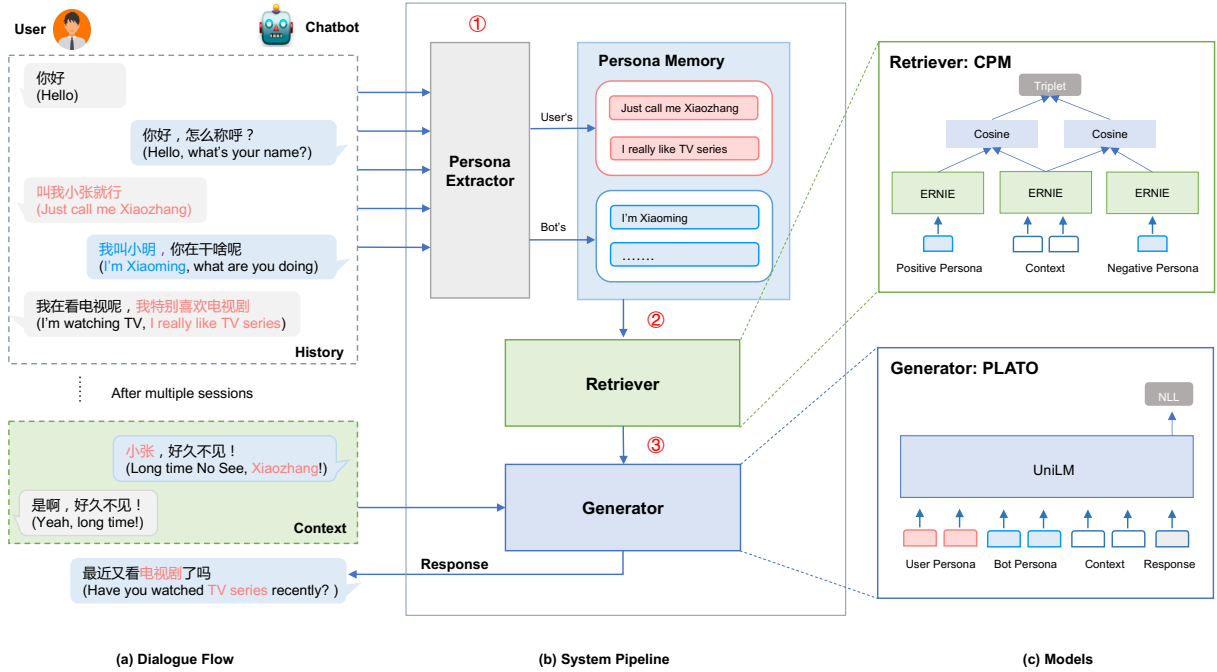 User
Chatbot
你好
(Hello)
你好，怎么称呼？
(Hello, what's your name?)
叫我小张就行
(Just call me Xiaozhang)
我叫小明，你在干啥呢
(I'm Xiaoming, what are you doing)
我在看电视呢，我特别喜欢电视剧
(I'm watching TV, I really like TV series)
History
After multiple sessions
小张，好久不见！
(Long time No See, Xiaozhang!)
是啊，好久不见！
(Yeah, long time!)
Context
最近又看电视剧了吗
(Have you watched TV series recently? )
(a) Dialogue Flow
①
Persona
Extractor
User's
Bot's
Persona Memory
Just call me Xiaozhang
I really like TV series
I'm Xiaoming
.......
②
Retriever
③
Generator
Response
(b) System Pipeline
Retriever: CPM
Triplet
Cosine
Cosine
ERNIE
ERNIE
ERNIE
Positive Persona
Context
Negative Persona
Generator: PLATO
NLL
UniLM
User Persona
Bot Persona
Context
Response
(c) Models